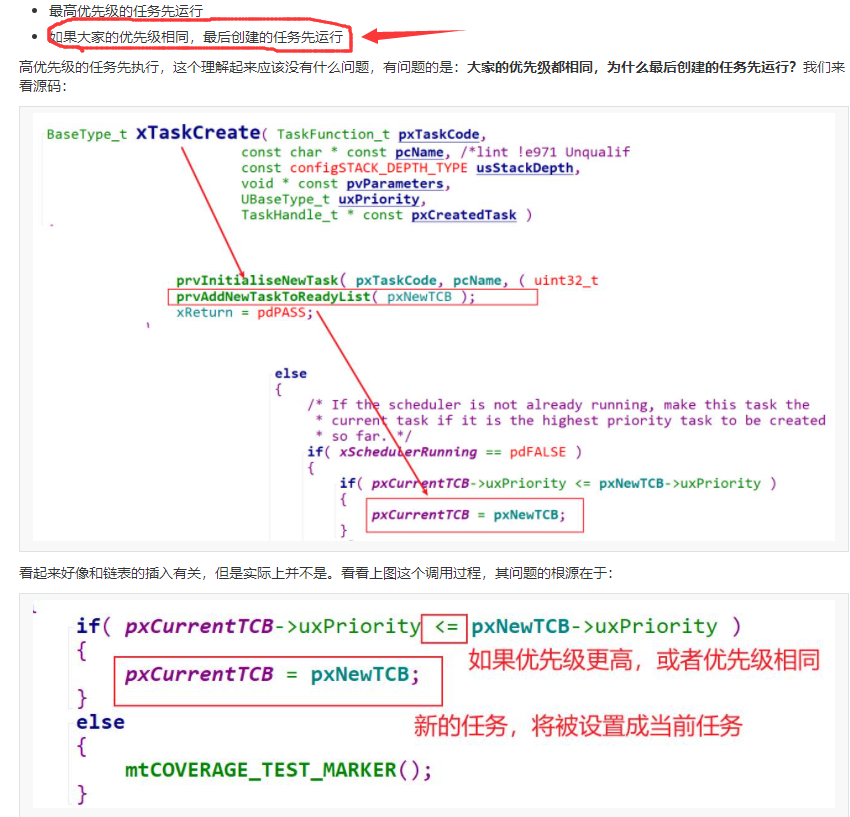 最高优先级的任务先运行
如果大家的优先级相同，最后创建的任务先运行
高优先级的任务先执行，这个理解起来应该没有什么问题，有问题的是：大家的优先级都相同，为什么最后创建的任务先运行？我们来
看源码：
BaseType_t xTaskCreate( TaskFunction_t pxTaskCode,
const char * const pcName, /*lint !e971 Unqualif
const configSTACK_DEPTH_TYPE usStackDepth,
void * const pvParameters,
UBaseType_t uxPriority,
TaskHandle_t * const pxCreatedTask )
prvInitialiseNewTask( pxTaskCode, pcName, ( uint32_t
prvAddNewTaskToReadyList( pxNewTCB );
xReturn = pdPASS;
else
{
/* If the scheduler is not already running, make this task the
* current task if it is the highest priority task to be created
* so far. */
if( xSchedulerRunning == pdFALSE )
{
if( pxCurrentTCB->uxPriority <= pxNewTCB->uxPriority )
{
pxCurrentTCB = pxNewTCB;
}
看起来好像和链表的插入有关，但是实际上并不是。看看上图这个调用过程，其问题的根源在于：
if( pxCurrentTCB->uxPriority <= pxNewTCB->uxPriority )
{
如果优先级更高，或者优先级相同
pxCurrentTCB = pxNewTCB;
}
新的任务，将被设置成当前任务
else
{
mtCOVERAGE_TEST_MARKER();
}